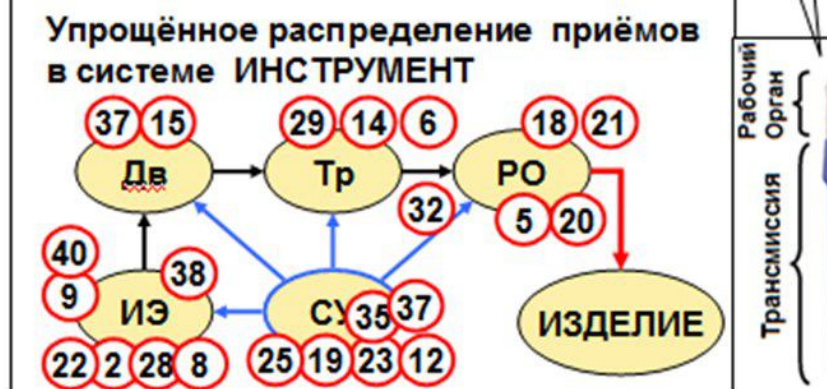 Упрощённое распределение приёмов
в системе ИНСТРУМЕНТ
37 15 29 14 6 18 21
Дв Тр РО
32 5 20
40 38
9 ИЭ СУ 35 37 ИЗДЕЛИЕ
22 2 28 8 25 19 23 12
Рабочий
Орган
Трансмиссия